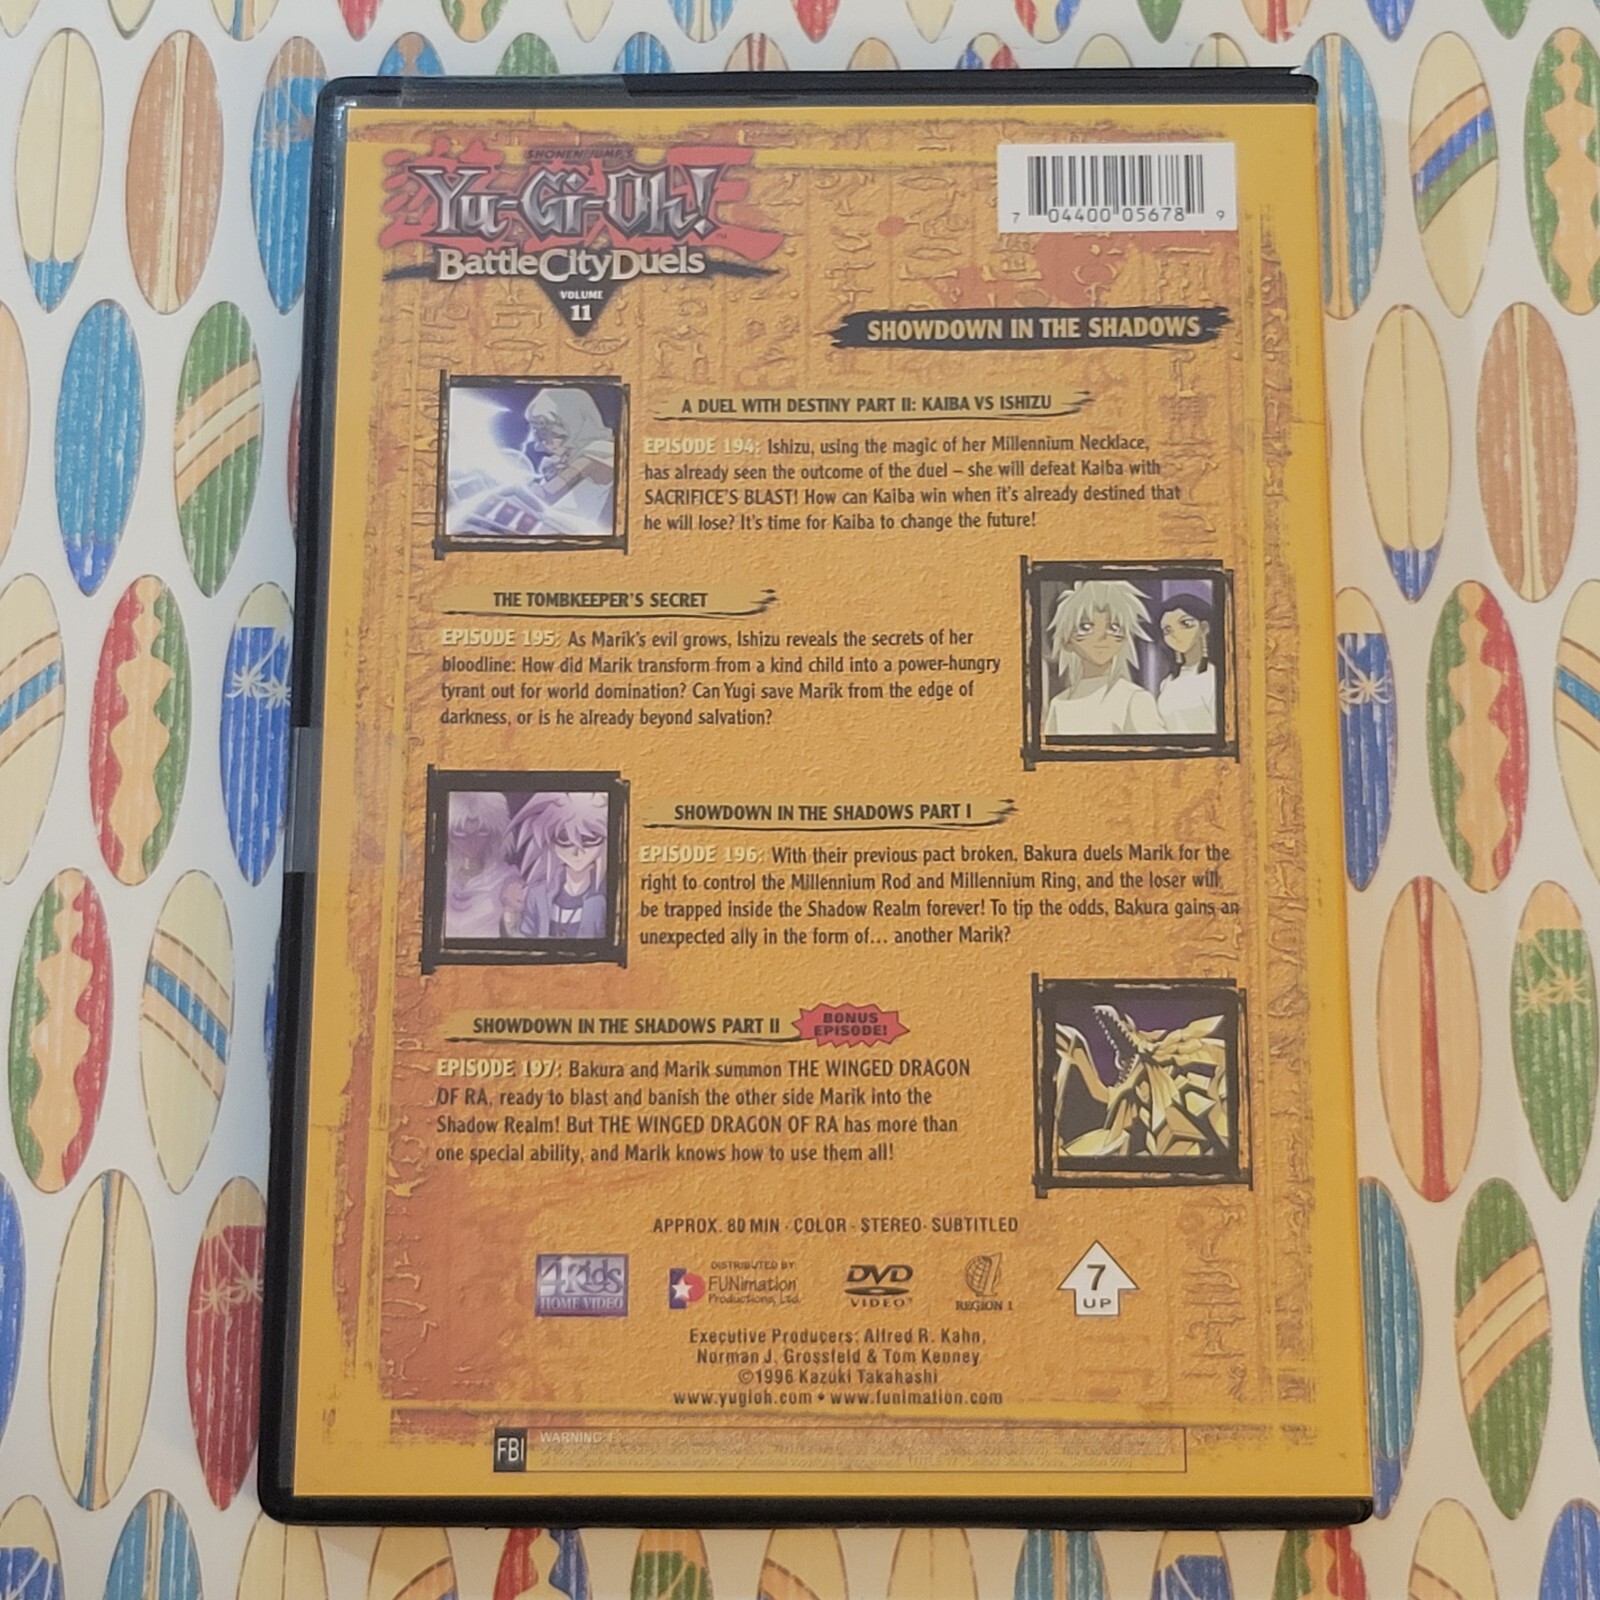 SHONEN JUMP'S
Yu-Gi-Oh!
Battle City Duels
VOLUME
11
7 04400 05678 9
SHOWDOWN IN THE SHADOWS
A DUEL WITH DESTINY PART II: KAIBA VS ISHIZU
EPISODE 194: Ishizu, using the magic of her Millennium Necklace,
has already seen the outcome of the duel – she will defeat Kaiba with
SACRIFICE'S BLAST! How can Kaiba win when it's already destined that
he will lose? It's time for Kaiba to change the future!
THE TOMBKEEPER'S SECRET
EPISODE 195: As Marik's evil grows, Ishizu reveals the secrets of her
bloodline: How did Marik transform from a kind child into a power-hungry
tyrant out for world domination? Can Yugi save Marik from the edge of
darkness, or is he already beyond salvation?
SHOWDOWN IN THE SHADOWS PART I
EPISODE 196: With their previous pact broken, Bakura duels Marik for the
right to control the Millennium Rod and Millennium Ring, and the loser will
be trapped inside the Shadow Realm forever! To tip the odds, Bakura gains an
unexpected ally in the form of... another Marik?
SHOWDOWN IN THE SHADOWS PART II
BONUS
EPISODE!
EPISODE 197: Bakura and Marik summon THE WINGED DRAGON
OF RA, ready to blast and banish the other side Marik into the
Shadow Realm! But THE WINGED DRAGON OF RA has more than
one special ability, and Marik knows how to use them all!
APPROX. 80 MIN · COLOR · STEREO · SUBTITLED
4Kids
HOME VIDEO
DISTRIBUTED BY
FUNimation
Productions, Ltd.
DVD
VIDEO
REGION 1
7
UP
Executive Producers: Alfred R. Kahn,
Norman J. Grossfeld & Tom Kenney
©1996 Kazuki Takahashi
www.yugioh.com • www.funimation.com
FBI
WARNING: